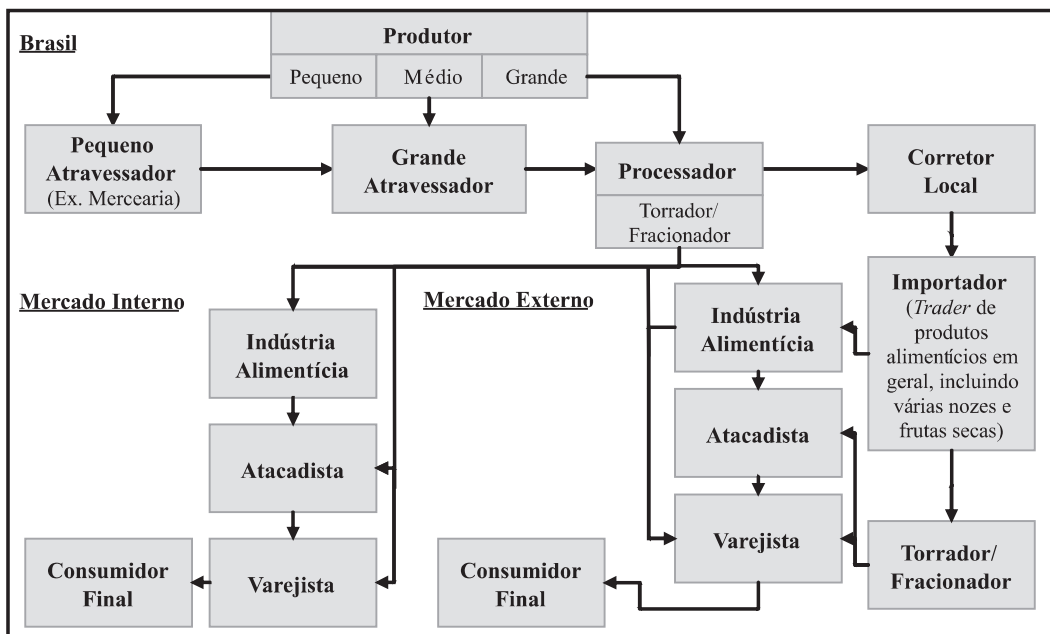 Brasil
Produtor
Pequeno
Médio
Grande
Pequeno
Atravessador
(Ex. Mercearia)
Grande
Atravessador
Processador
Torrador/
Fracionador
Corretor
Local
Mercado Interno
Indústria
Alimentícia
Atacadista
Varejista
Consumidor
Final
Mercado Externo
Indústria
Alimentícia
Atacadista
Varejista
Consumidor
Final
Importador
(Trader de
produtos
alimentícios em
geral, incluindo
várias nozes e
frutas secas)
Torrador/
Fracionador